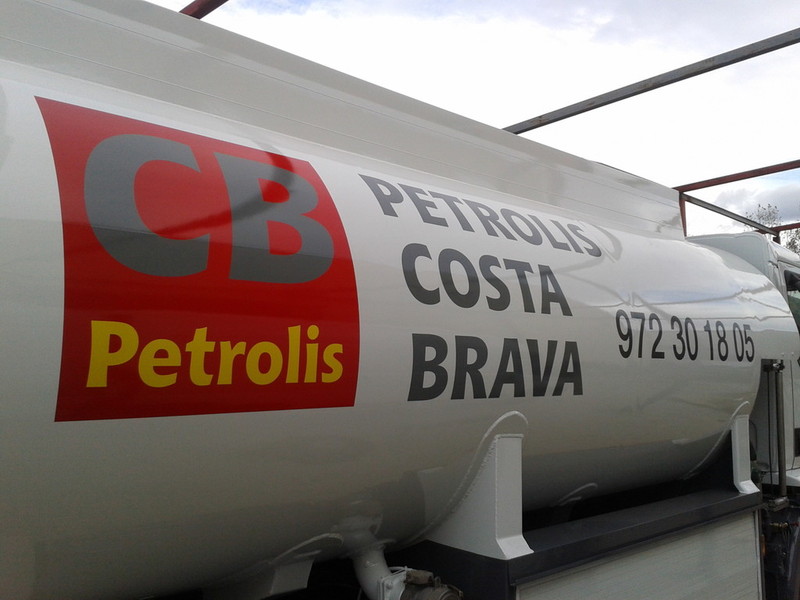 CB
Petrolis
PETROLIS
COSTA
BRAVA
972 30 18 05